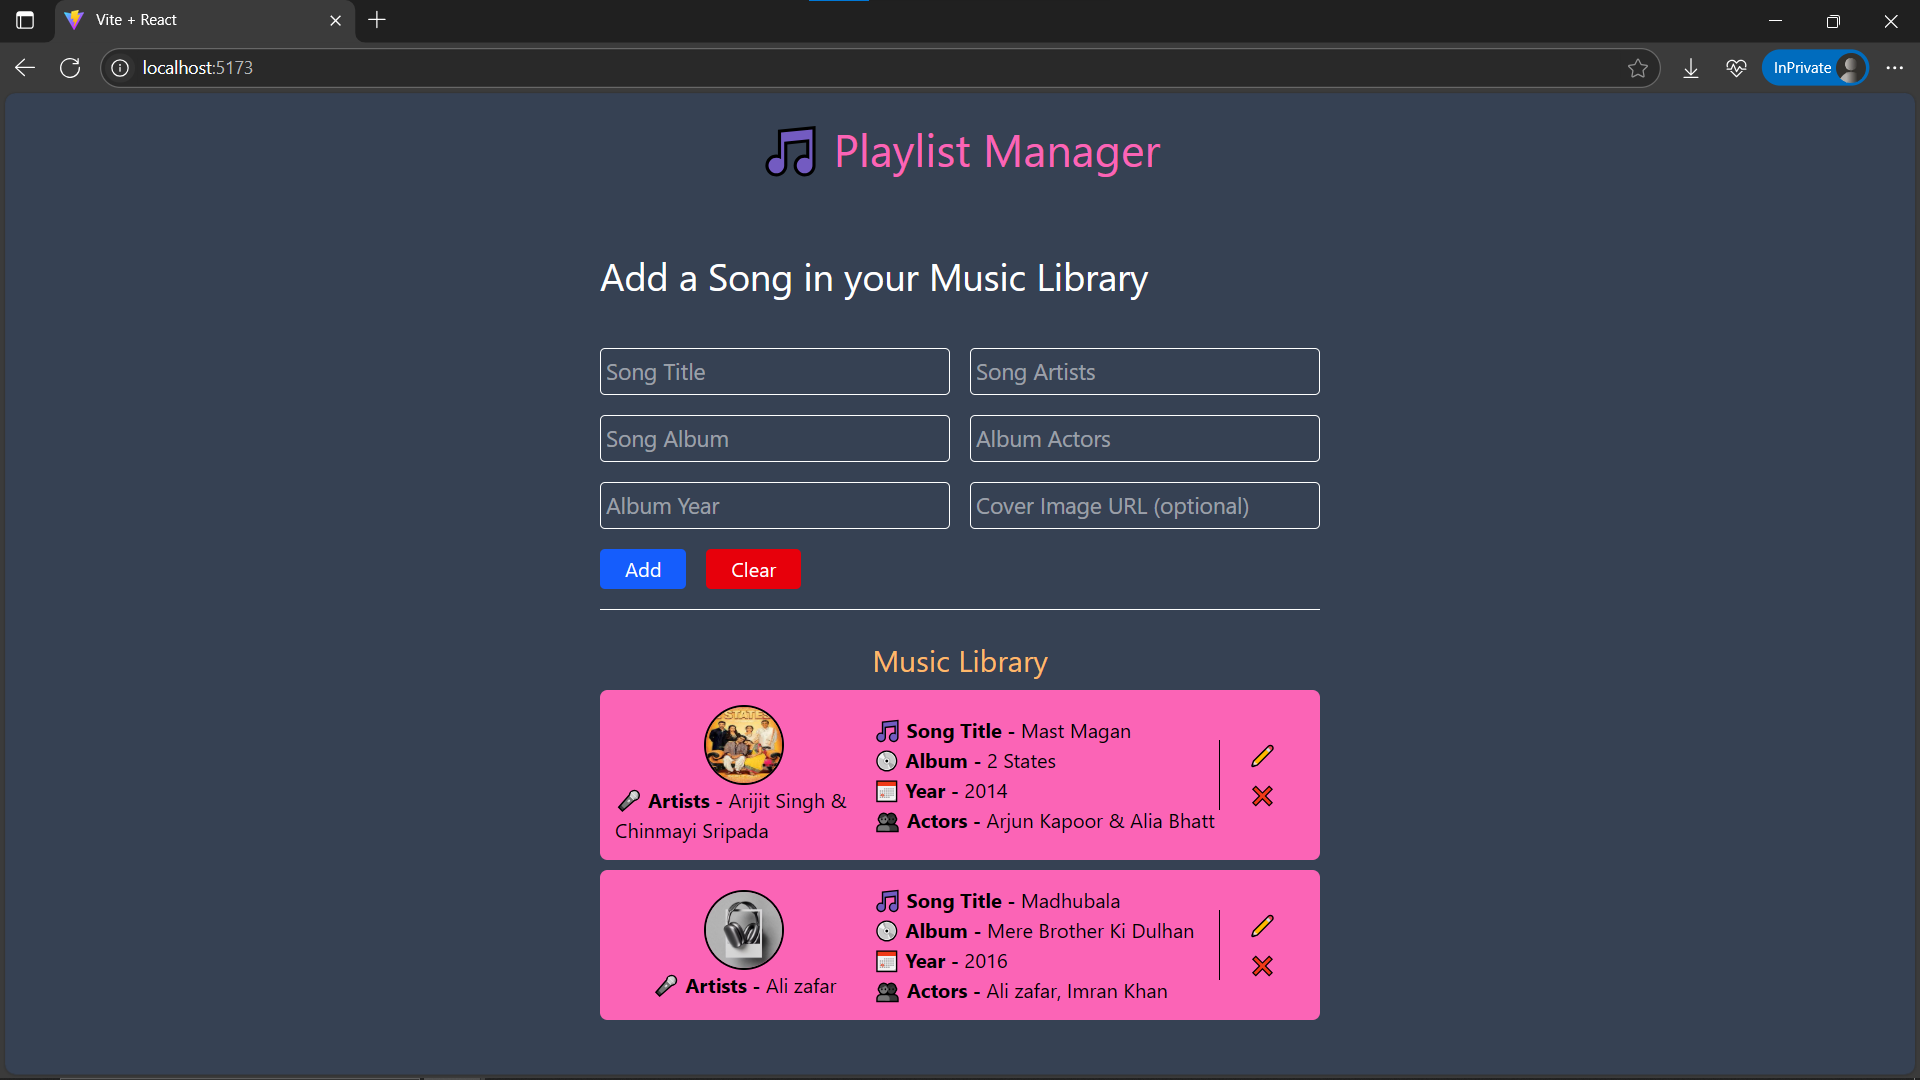 Vite + React
localhost:5173
InPrivate
Playlist Manager
Add a Song in your Music Library
Song Title
Song Artists
Song Album
Album Actors
Album Year
Cover Image URL (optional)
Add
Clear
Music Library
STATES
Artists - Arijit Singh &
Chinmayi Sripada
Song Title - Mast Magan
Album - 2 States
Year - 2014
Actors - Arjun Kapoor & Alia Bhatt
Artists - Ali zafar
Song Title - Madhubala
Album - Mere Brother Ki Dulhan
Year - 2016
Actors - Ali zafar, Imran Khan